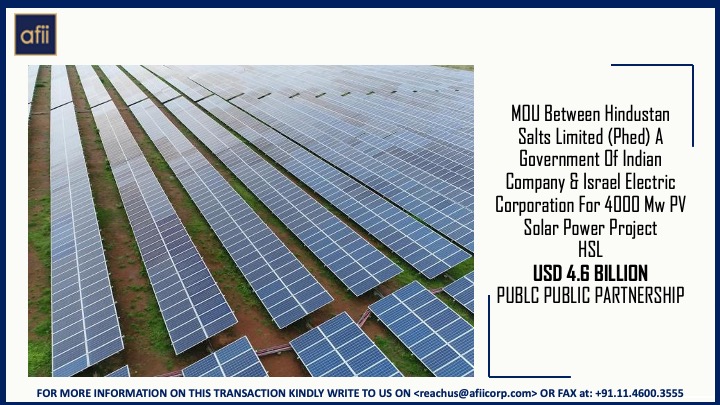 afii
MOU Between Hindustan
Salts Limited (Phed) A
Government Of Indian
Company & Israel Electric
Corporation For 4000 Mw PV
Solar Power Project
HSL
USD 4.6 BILLION
PUBLC PUBLIC PARTNERSHIP
FOR MORE INFORMATION ON THIS TRANSACTION KINDLY WRITE TO US ON <reachus@afiicorp.com> OR FAX at: +91.11.4600.3555